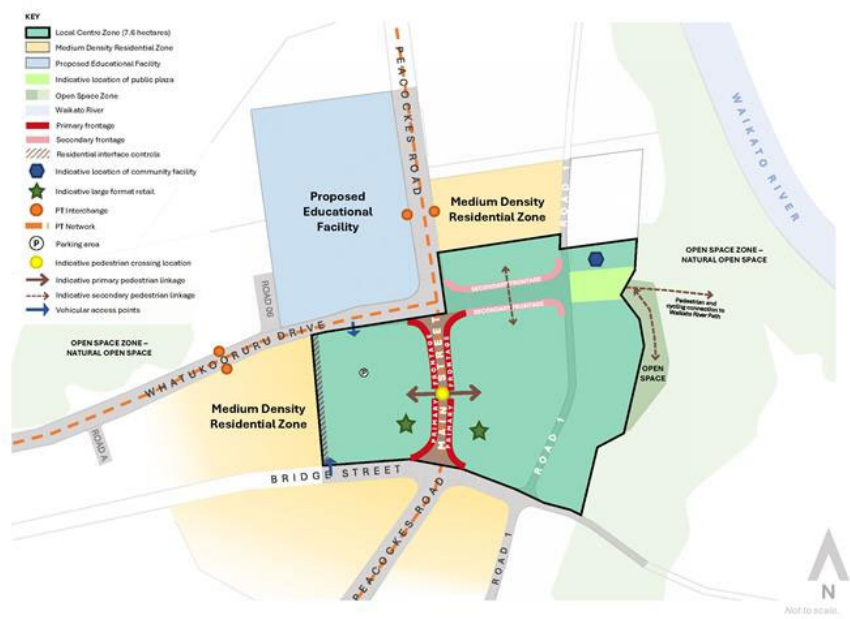 KEY
Local Centre Zone (7.6 hectares)
Medium Density Residential Zone
Proposed Educational Facility
Indicative location of public plaza
Open Space Zone
Waikato River
Primary frontage
Secondary frontage
Residential interface controls
Indicative location of community facility
Indicative large format retail
PT Interchange
PT Network
P
Parking area
Indicative pedestrian crossing location
Indicative primary pedestrian linkage
Indicative secondary pedestrian linkage
Vehicular access points
PEACOCKES ROAD
WAIKATO RIVER
Proposed
Educational
Facility
Medium Density
Residential Zone
ROAD 1
OPEN SPACE ZONE –
NATURAL OPEN SPACE
SECONDARY FRONTAGE
SECONDARY FRONTAGE
Pedestrian and
cycling connection to
Waikato River Path
ROAD 06
WHATUKOORURU DRIVE
OPEN SPACE ZONE –
NATURAL OPEN SPACE
OPEN
SPACE
P
MAIN STREET
PRIMARY FRONTAGE
PRIMARY FRONTAGE
Medium Density
Residential Zone
ROAD A
ROAD 1
BRIDGE STREET
PEACOCKES ROAD
ROAD 1
N
Not to scale.